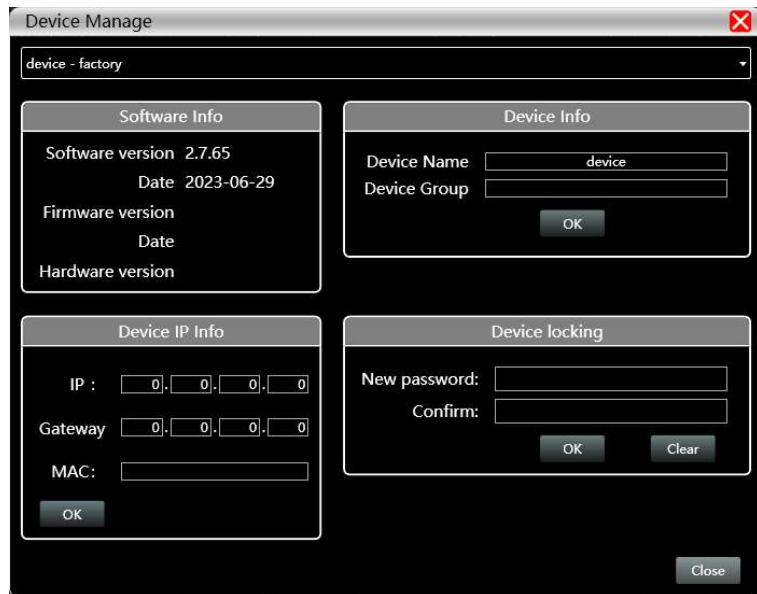 Device Manage
device - factory
Software Info
Software version 2.7.65
Date 2023-06-29
Firmware version
Date
Hardware version
Device Info
Device Name device
Device Group
OK
Device IP Info
IP : 0. 0. 0. 0
Gateway 0. 0. 0. 0
MAC:
OK
Device locking
New password:
Confirm:
OK Clear
Close